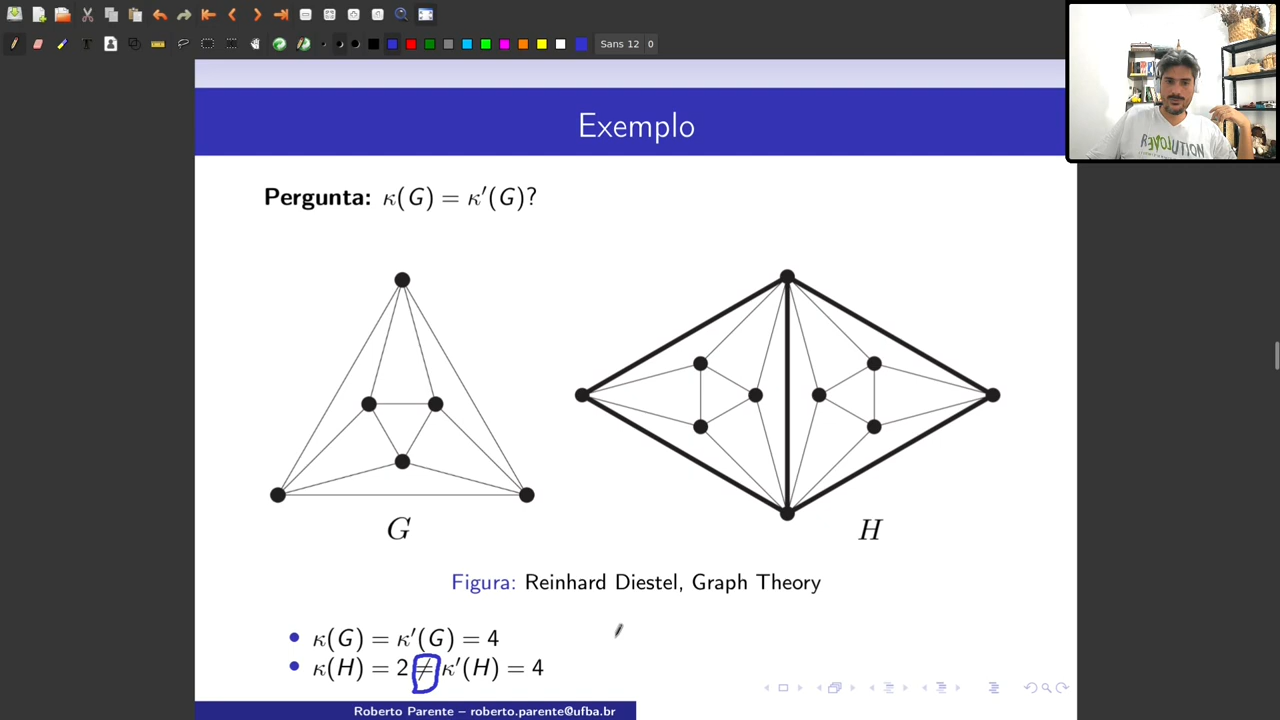 Sans 12 0
Exemplo
Pergunta: κ(G) = κ′(G)?
G
H
Figura: Reinhard Diestel, Graph Theory
• κ(G) = κ′(G) = 4
• κ(H) = 2 ≠ κ′(H) = 4
Roberto Parente – roberto.parente@ufba.br